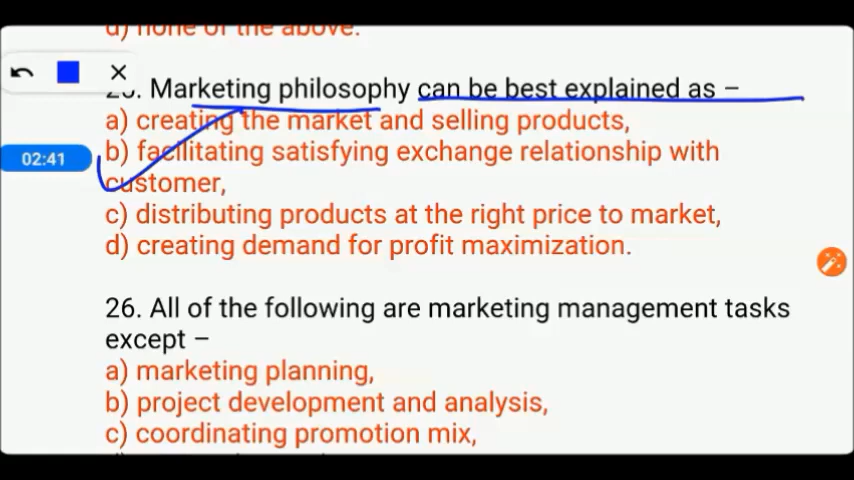 d) none of the above.
25. Marketing philosophy can be best explained as –
a) creating the market and selling products,
02:41
b) facilitating satisfying exchange relationship with
customer,
c) distributing products at the right price to market,
d) creating demand for profit maximization.
26. All of the following are marketing management tasks
except –
a) marketing planning,
b) project development and analysis,
c) coordinating promotion mix,